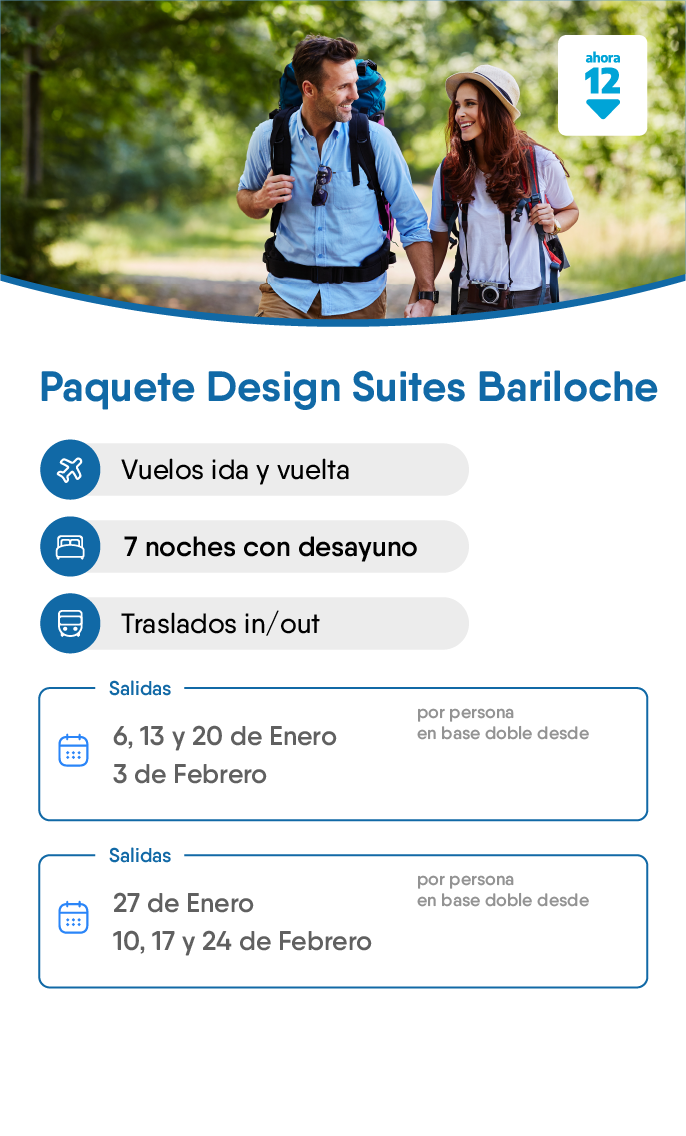 ahora
12
Paquete Design Suites Bariloche
Vuelos ida y vuelta
7 noches con desayuno
Traslados in/out
Salidas
6, 13 y 20 de Enero
3 de Febrero
por persona
en base doble desde
Salidas
27 de Enero
10, 17 y 24 de Febrero
por persona
en base doble desde